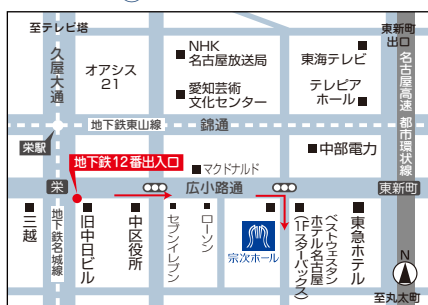 至テレビ塔
東新町
出口
久屋大通
オアシス
21
NHK
名古屋放送局
愛知芸術
文化センター
東海テレビ
テレピア
ホール
名古屋高速 都市環状線
地下鉄東山線
錦通
栄駅
地下鉄12番出入口
マクドナルド
中部電力
栄
広小路通
東新町
三越
地下鉄名城線
旧中日ビル
中区役所
セブンイレブン
ローソン
宗次ホール
ベストウェスタン
ホテル名古屋
(1Fスターバックス)
東急ホテル
N
至丸太町